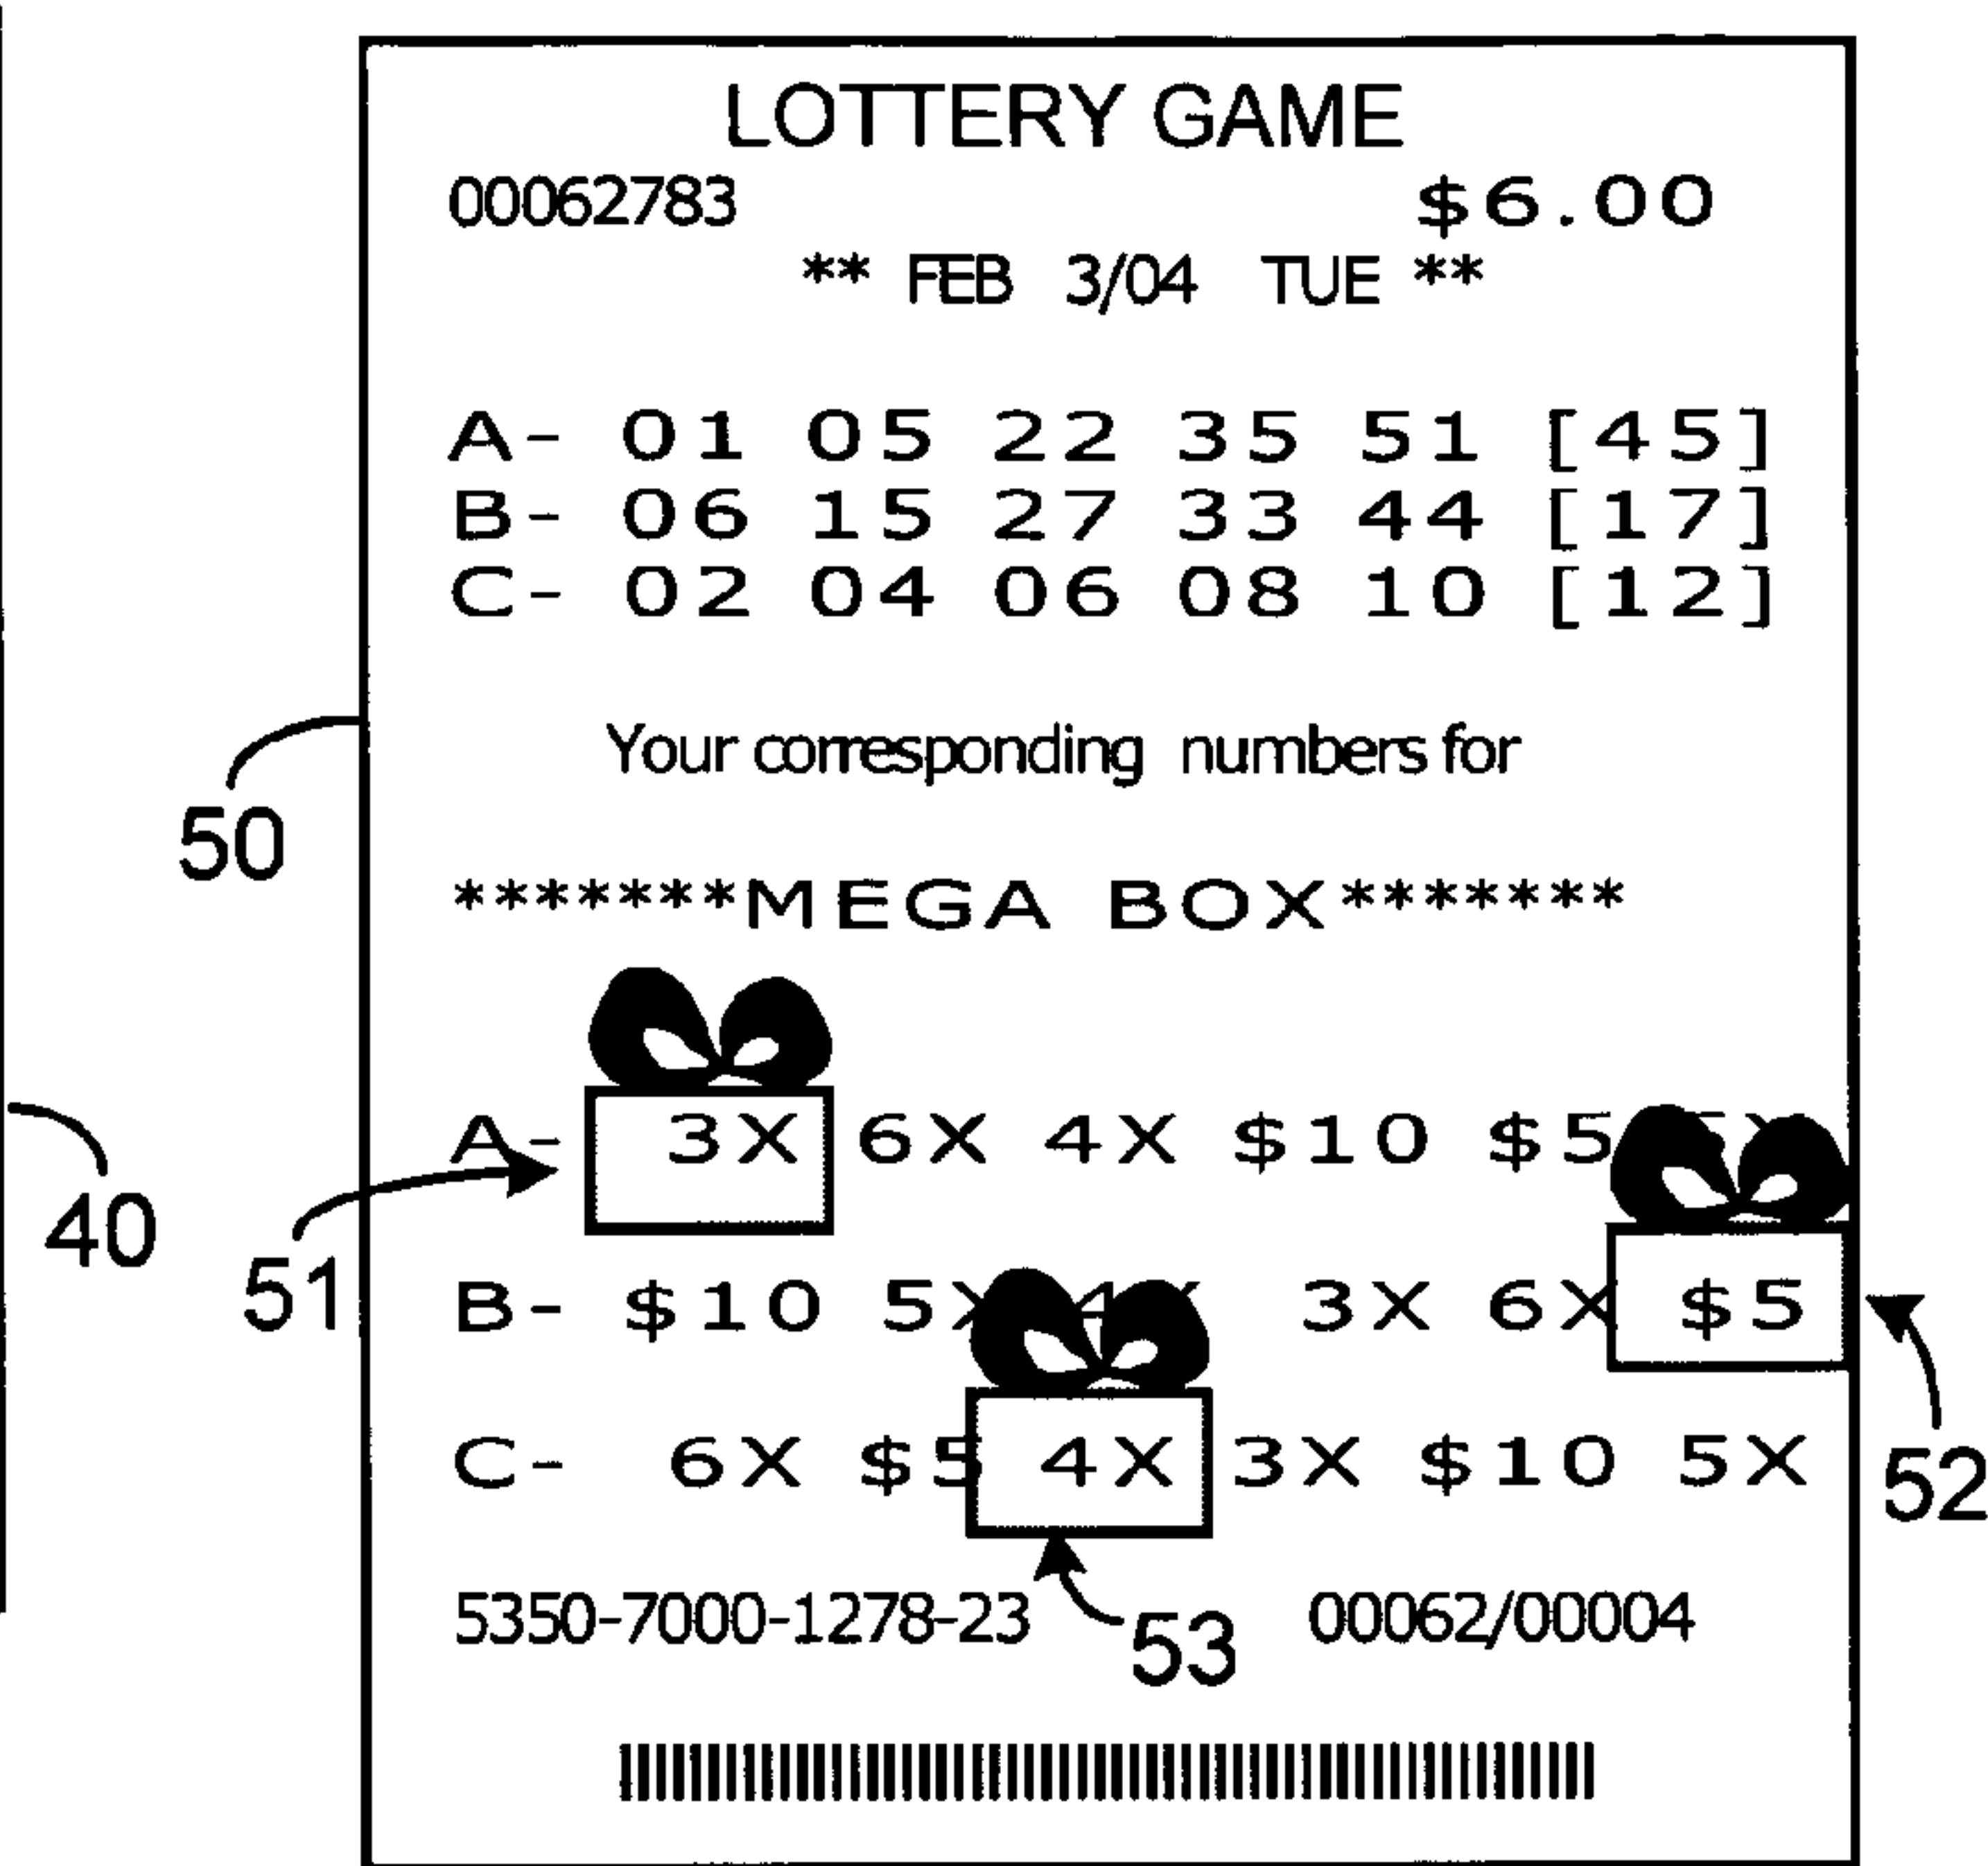 LOTTERY GAME
00062783 $6.00
** FEB 3/04 TUE **
A- 01 05 22 35 51 [45]
B- 06 15 27 33 44 [17]
C- 02 04 06 08 10 [12]
50
Your corresponding numbers for
*******MEGA BOX*******
A- 3X 6X 4X $10 $5
40
51
B- $10 5X 4X 3X 6X $5
C- 6X $5 4X 3X $10 5X
52
5350-7000-1278-23 00062/00004
53